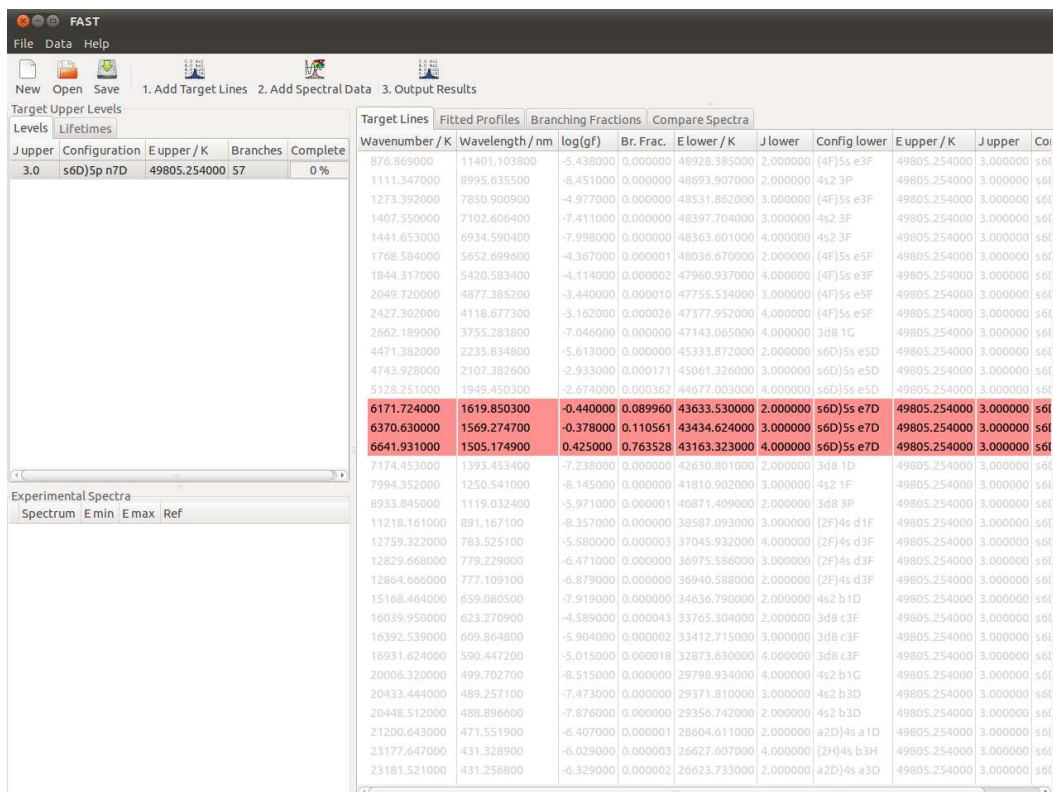 FAST
File Data Help
New Open Save 1. Add Target Lines 2. Add Spectral Data 3. Output Results
Target Upper Levels
Levels Lifetimes
J upper Configuration E upper / K Branches Complete
3.0 s6D)5p n7D 49805.254000 57 0 %
Experimental Spectra
Spectrum E min E max Ref
Target Lines Fitted Profiles Branching Fractions Compare Spectra
Wavenumber / K Wavelength / nm log(gf) Br. Frac. E lower / K J lower Config lower E upper / K J upper
876.869000 11401.103800 -5.438000 0.000000 48928.385000 2.000000 (4F)5s e3F 49805.254000 3.000000
1111.347000 8995.635500 -8.451000 0.000000 48693.907000 2.000000 4s2 3P 49805.254000 3.000000
1273.392000 7850.900900 -4.977000 0.000000 48531.862000 3.000000 (4F)5s e3F 49805.254000 3.000000
1407.550000 7102.606400 -7.411000 0.000000 48397.704000 3.000000 4s2 3F 49805.254000 3.000000
1441.653000 6934.590400 -7.998000 0.000000 48363.601000 4.000000 4s2 3F 49805.254000 3.000000
1768.584000 5652.699600 -4.367000 0.000001 48036.670000 2.000000 (4F)5s e5F 49805.254000 3.000000
1844.317000 5420.583400 -4.114000 0.000002 47960.937000 4.000000 (4F)5s e3F 49805.254000 3.000000
2049.720000 4877.385200 -3.440000 0.000010 47755.534000 3.000000 (4F)5s e5F 49805.254000 3.000000
2427.302000 4118.677300 -3.162000 0.000026 47377.952000 4.000000 (4F)5s e5F 49805.254000 3.000000
2662.189000 3755.283800 -7.046000 0.000000 47143.065000 4.000000 3d8 1G 49805.254000 3.000000
4471.382000 2235.834800 -5.613000 0.000000 45333.872000 2.000000 s6D)5s e5D 49805.254000 3.000000
4743.928000 2107.382600 -2.933000 0.000171 45061.326000 3.000000 s6D)5s e5D 49805.254000 3.000000
5128.251000 1949.450300 -2.674000 0.000362 44677.003000 4.000000 s6D)5s e5D 49805.254000 3.000000
6171.724000 1619.850300 -0.440000 0.089960 43633.530000 2.000000 s6D)5s e7D 49805.254000 3.000000
6370.630000 1569.274700 -0.378000 0.110561 43434.624000 3.000000 s6D)5s e7D 49805.254000 3.000000
6641.931000 1505.174900 0.425000 0.763528 43163.323000 4.000000 s6D)5s e7D 49805.254000 3.000000
7174.453000 1393.453400 -7.238000 0.000000 42630.801000 2.000000 3d8 1D 49805.254000 3.000000
7994.352000 1250.541000 -8.145000 0.000000 41810.902000 3.000000 4s2 1F 49805.254000 3.000000
8933.845000 1119.032400 -5.971000 0.000001 40871.409000 2.000000 3d8 3P 49805.254000 3.000000
11218.161000 891.167100 -8.357000 0.000000 38587.093000 3.000000 (2F)4s d1F 49805.254000 3.000000
12759.322000 783.525100 -5.580000 0.000003 37045.932000 4.000000 (2F)4s d3F 49805.254000 3.000000
12829.668000 779.229000 -6.471000 0.000000 36975.586000 3.000000 (2F)4s d3F 49805.254000 3.000000
12864.666000 777.109100 -6.879000 0.000000 36940.588000 2.000000 (2F)4s d3F 49805.254000 3.000000
15168.464000 659.080500 -7.919000 0.000000 34636.790000 2.000000 4s2 b1D 49805.254000 3.000000
16039.950000 623.270900 -4.589000 0.000043 33765.304000 2.000000 3d8 c3F 49805.254000 3.000000
16392.539000 609.864800 -5.904000 0.000002 33412.715000 3.000000 3d8 c3F 49805.254000 3.000000
16931.624000 590.447200 -5.015000 0.000018 32873.630000 4.000000 3d8 c3F 49805.254000 3.000000
20006.320000 499.702700 -8.515000 0.000000 29798.934000 4.000000 4s2 b1G 49805.254000 3.000000
20433.444000 489.257100 -7.473000 0.000000 29371.810000 3.000000 4s2 b3D 49805.254000 3.000000
20448.512000 488.896600 -7.876000 0.000000 29356.742000 2.000000 4s2 b3D 49805.254000 3.000000
21200.643000 471.551900 -6.407000 0.000001 28604.611000 2.000000 a2D)4s a1D 49805.254000 3.000000
23177.647000 431.328900 -6.029000 0.000003 26627.607000 4.000000 (2H)4s b3H 49805.254000 3.000000
23181.521000 431.256800 -6.329000 0.000002 26623.733000 2.000000 a2D)4s a3D 49805.254000 3.000000